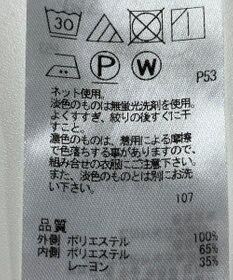 30
P W P53
ネット使用。
淡色のものは無蛍光洗剤を使用。
よくすすぎ、絞りの後すぐに干
すこと。
濃色のものは、着用による摩擦
で色落ちする事がありますので、
組み合せの衣服にご注意下さい。
また、淡色のものとは別にお洗
い下さい。
107
品質
外側 ポリエステル 100%
内側 ポリエステル 65%
レーヨン 35%